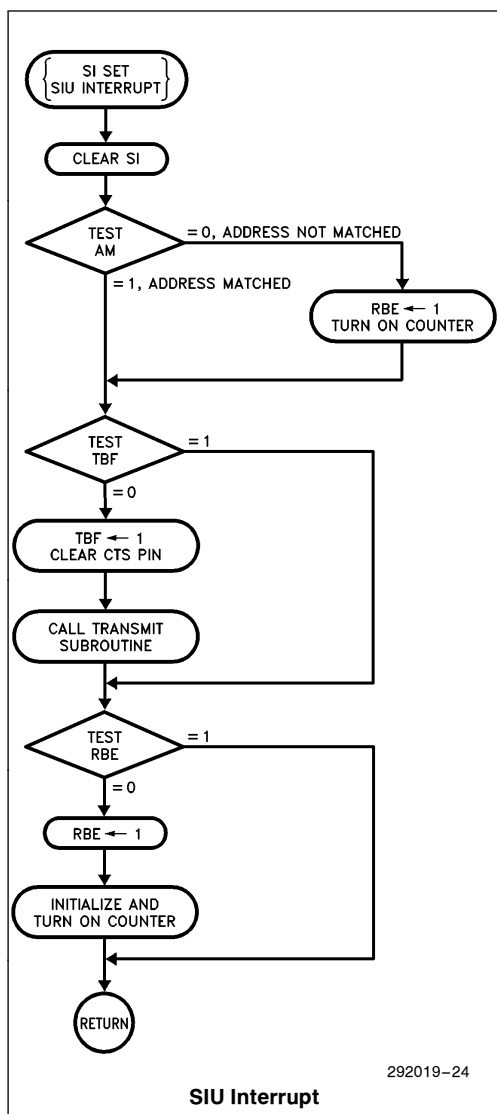 SI SET
SIU INTERRUPT
CLEAR SI
TEST
AM
= 0, ADDRESS NOT MATCHED
= 1, ADDRESS MATCHED
RBE ← 1
TURN ON COUNTER
TEST
TBF
= 1
= 0
TBF ← 1
CLEAR CTS PIN
CALL TRANSMIT
SUBROUTINE
TEST
RBE
= 1
= 0
RBE ← 1
INITIALIZE AND
TURN ON COUNTER
RETURN
292019–24
SIU Interrupt